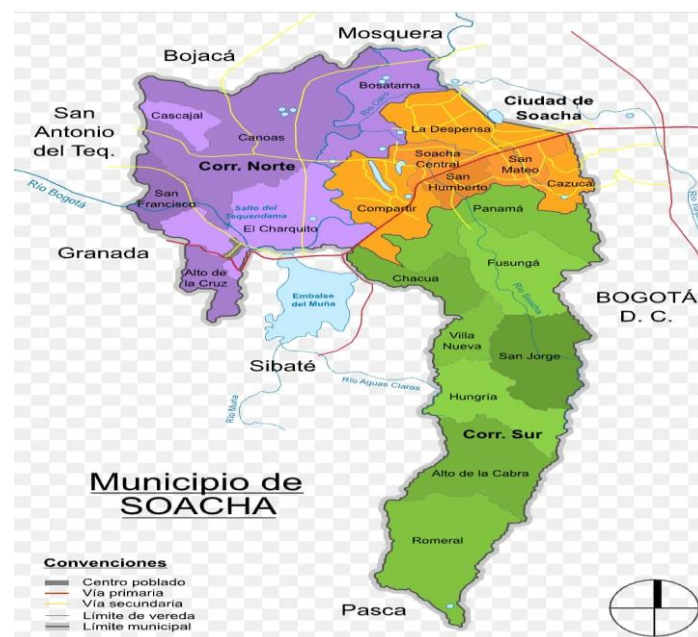 Mosquera
Bojacá
Bosatama
San
Antonio
del Teq.
Cascajal
Canoas
Corr. Norte
Ciudad de
Soacha
La Despensa
Soacha
Central
San
Humberto
San
Mateo
Cazucá
Compartir
San
Francisco
Río Bogotá
Salto del
Tequendama
El Charquito
Granada
Alto de
la Cruz
Panamá
Fusungá
Río Soacha
Chacua
BOGOTÁ
D. C.
Embalse
del Muña
Sibaté
Villa
Nueva
San Jorge
Río Aguas Claras
Río Muña
Hungría
Corr. Sur
Alto de la Cabra
Romeral
Pasca
Municipio de
SOACHA
Convenciones
Centro poblado
Vía primaria
Vía secundaria
Límite de vereda
Límite municipal